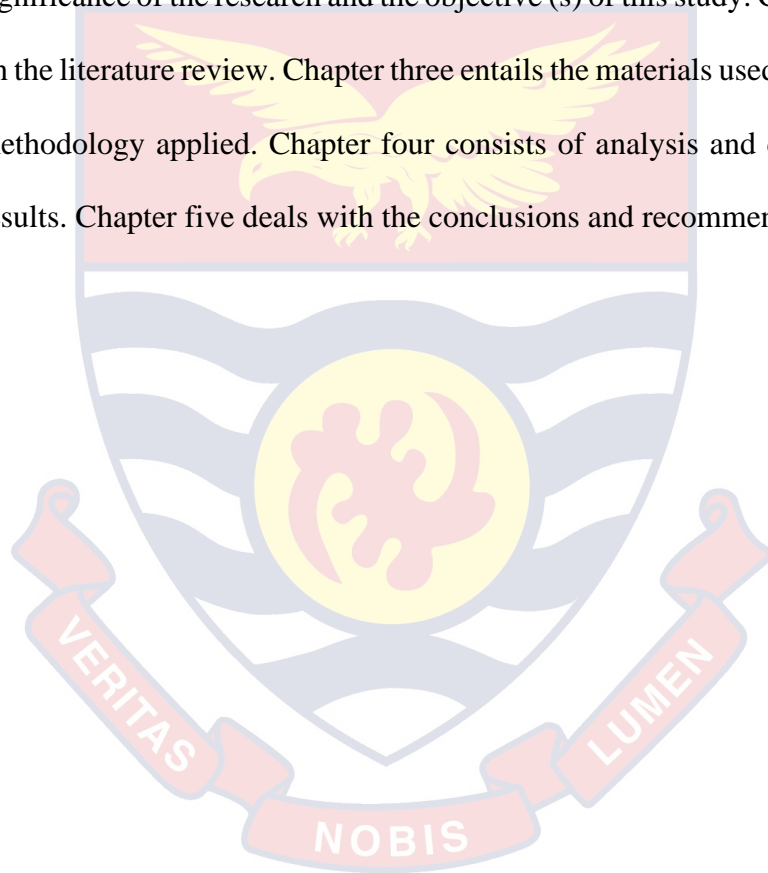 gnificance of the research and the objective (s) of this study. C
n the literature review. Chapter three entails the materials used
ethodology applied. Chapter four consists of analysis and
sults. Chapter five deals with the conclusions and recommen
VERITAS
NOBIS
LUMEN